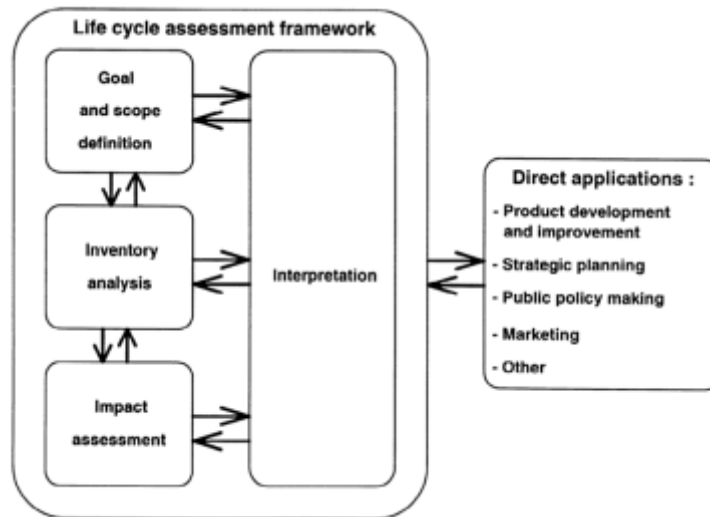 Life cycle assessment framework
Goal
and scope
definition
Inventory
analysis
Impact
assessment
Interpretation
Direct applications :
- Product development
and improvement
- Strategic planning
- Public policy making
- Marketing
- Other